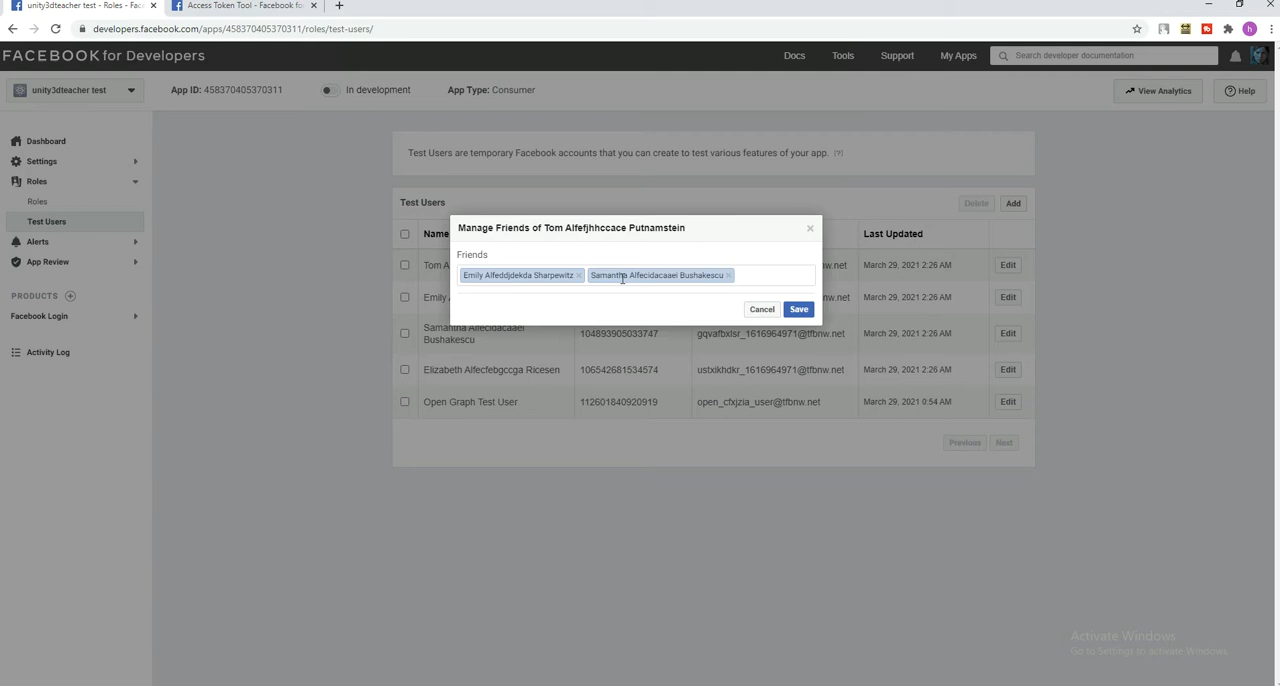 unity3dteacher test - Roles - Fac
Access Token Tool - Facebook fo
developers.facebook.com/apps/458370405370311/roles/test-users/
h
FACEBOOK for Developers
Docs
Tools
Support
My Apps
Search developer documentation
unity3dteacher test
App ID: 458370405370311
In development
App Type: Consumer
View Analytics
Help
Dashboard
Settings
Roles
Roles
Test Users
Alerts
App Review
PRODUCTS
Facebook Login
Activity Log
Test Users are temporary Facebook accounts that you can create to test various features of your app. [?]
Test Users
Delete
Add
Name
Last Updated
Manage Friends of Tom Alfefjhhccace Putnamstein
Friends
Emily Alfeddjdekda Sharpewitz
Samantha Alfecidacaaei Bushakescu
Cancel
Save
Tom A
w.net
March 29, 2021 2:26 AM
Edit
Emily
nw.net
March 29, 2021 2:26 AM
Edit
Samantha Alfecidacaaei
Bushakescu
104893905033747
gqvafbxlsr_1616964971@tfbnw.net
March 29, 2021 2:26 AM
Edit
Elizabeth Alfecfebgccga Ricesen
106542681534574
ustxikhdkr_1616964971@tfbnw.net
March 29, 2021 2:26 AM
Edit
Open Graph Test User
112601840920919
open_cfxjzia_user@tfbnw.net
March 29, 2021 0:54 AM
Edit
Previous
Next
Activate Windows
Go to Settings to activate Windows.